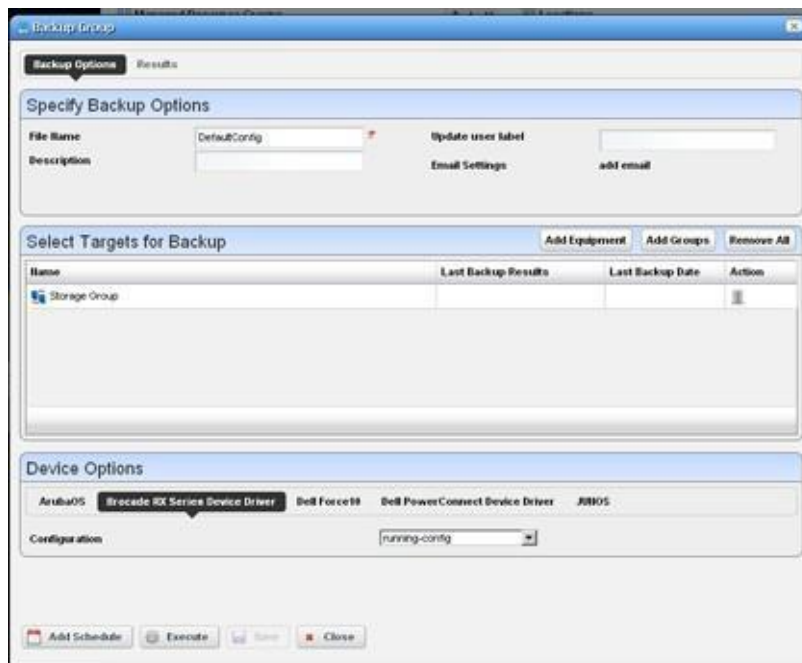 Backup Group
Backup Options Results
Specify Backup Options
File Name DefaultConfig * Update user label
Description Email Settings add email
Select Targets for Backup Add Equipment Add Groups Remove All
Name Last Backup Results Last Backup Date Action
Storage Group
Device Options
ArubaOS Brocade RX Series Device Driver Dell Force10 Dell PowerConnect Device Driver JUNOS
Configuration running-config
Add Schedule Execute Save Close